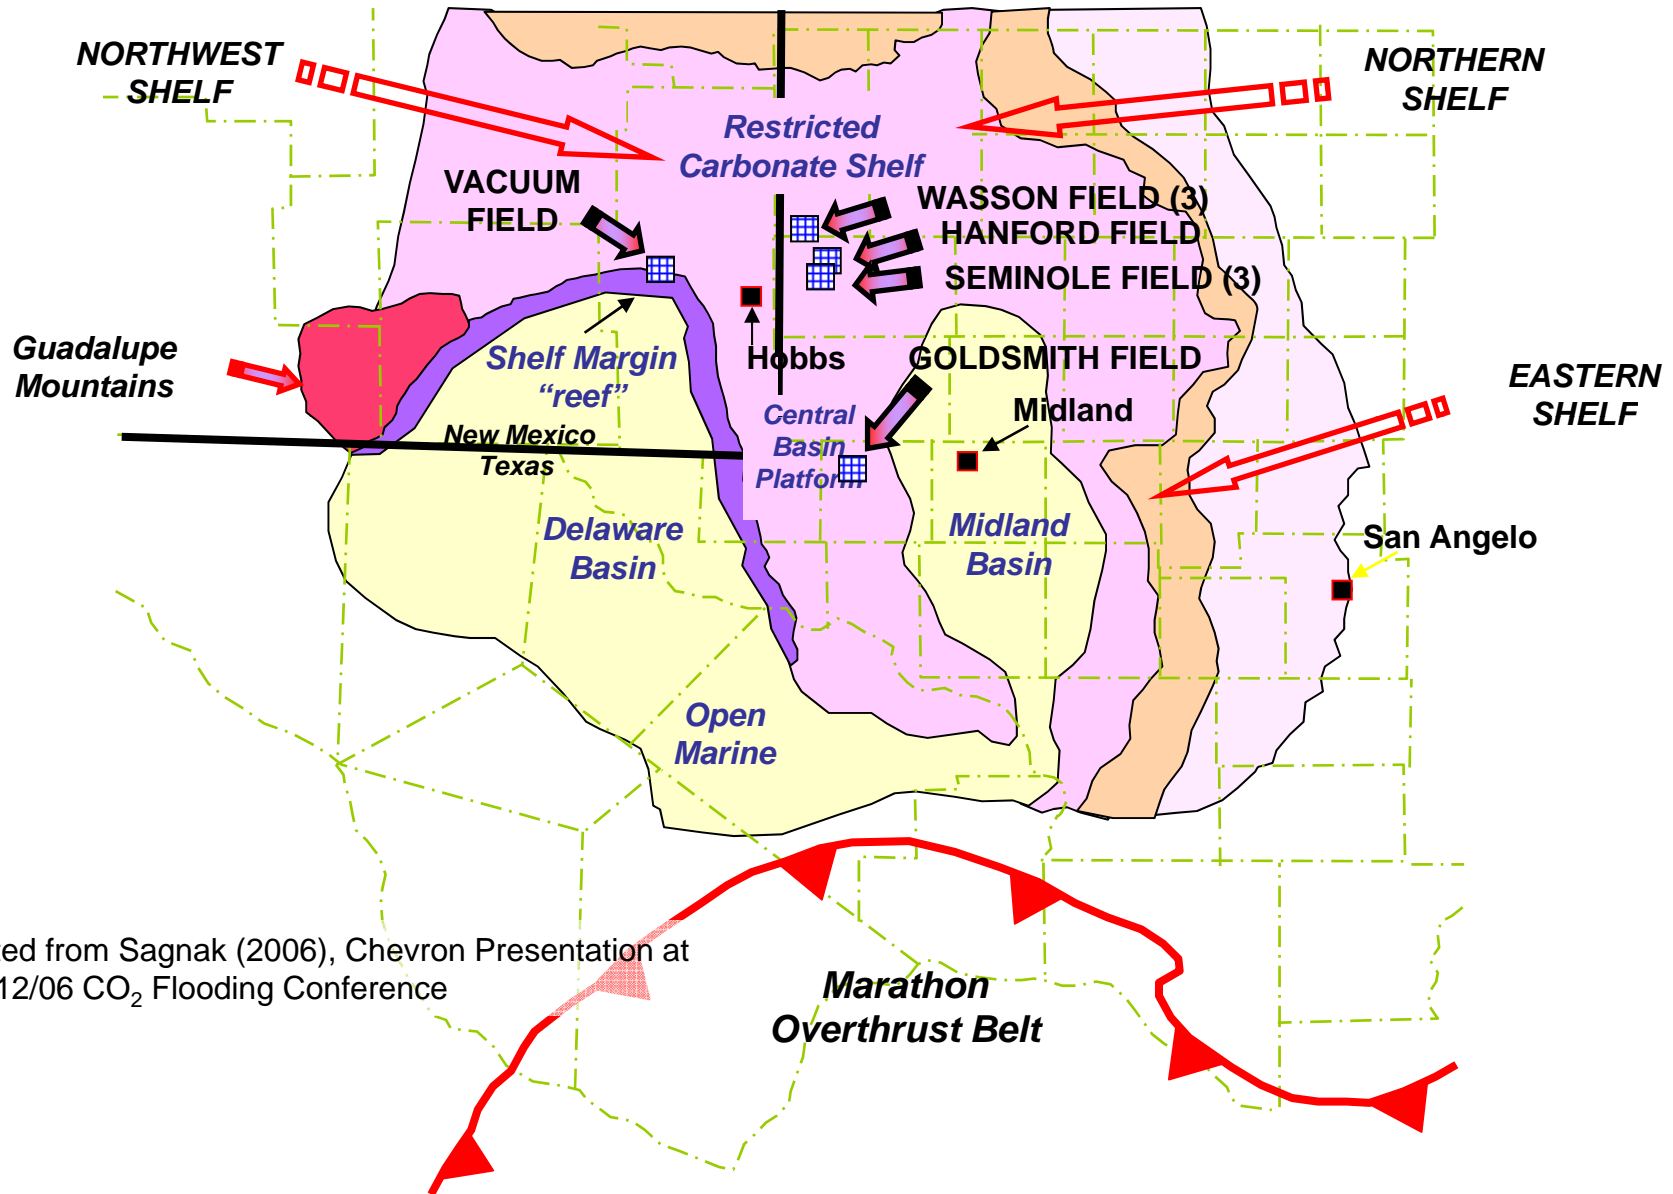 NORTHWEST
SHELF
NORTHERN
SHELF
Restricted
Carbonate Shelf
VACUUM
FIELD
WASSON FIELD (3)
HANFORD FIELD
SEMINOLE FIELD (3)
Guadalupe
Mountains
Shelf Margin
“reef”
Hobbs
GOLDSMITH FIELD
EASTERN
SHELF
Central
Basin
Platform
Midland
New Mexico
Texas
Delaware
Basin
Midland
Basin
San Angelo
Open
Marine
ted from Sagnak (2006), Chevron Presentation at
12/06 CO₂ Flooding Conference
Marathon
Overthrust Belt